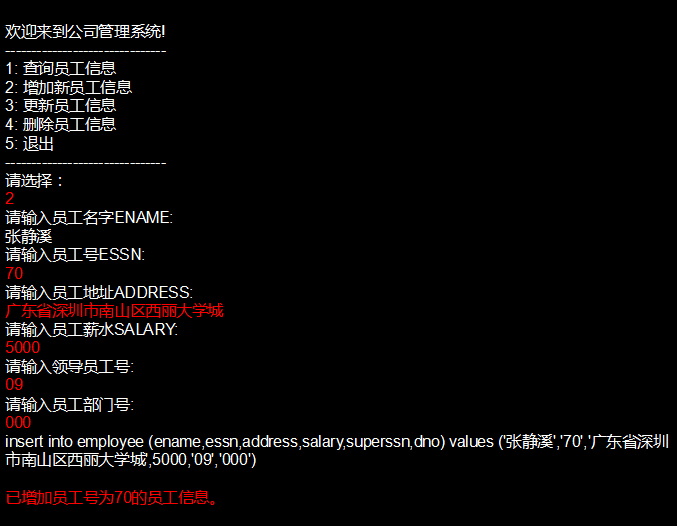 欢迎来到公司管理系统!
-------------------------------
1: 查询员工信息
2: 增加新员工信息
3: 更新员工信息
4: 删除员工信息
5: 退出
-------------------------------
请选择：
2
请输入员工名字ENAME:
张静溪
请输入员工号ESSN:
70
请输入员工地址ADDRESS:
广东省深圳市南山区西丽大学城
请输入员工薪水SALARY:
5000
请输入领导员工号:
09
请输入员工部门号:
000
insert into employee (ename,essn,address,salary,superssn,dno) values ('张静溪','70','广东省深圳
市南山区西丽大学城',5000,'09','000')
已增加员工号为70的员工信息。